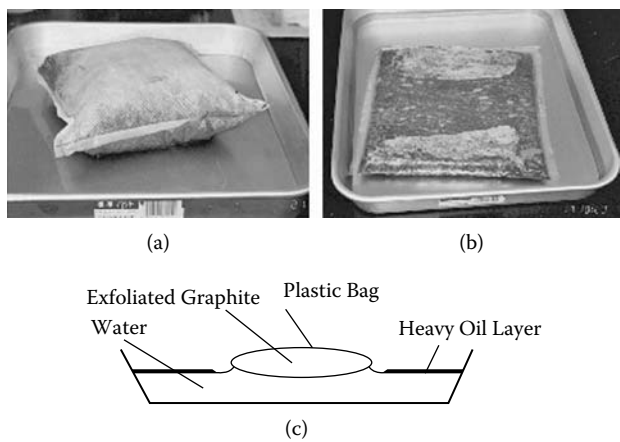 (a)
(b)
Exfoliated Graphite
Plastic Bag
Water
Heavy Oil Layer
(c)